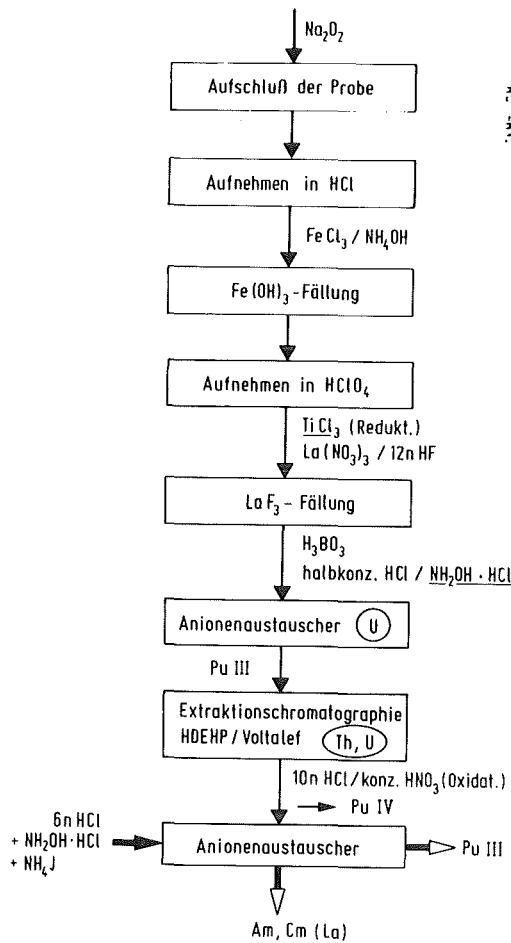 Na₂O₂
Aufschluß der Probe
Aufnehmen in HCl
FeCl₃ / NH₄OH
Fe(OH)₃-Fällung
Aufnehmen in HClO₄
TiCl₃ (Redukt.)
La(NO₃)₃ / 12n HF
LaF₃-Fällung
H₃BO₃
halbkonz. HCl / NH₂OH · HCl
Anionenaustauscher U
Pu III
Extraktionschromatographie
HDEHP / Voltalef Th, U
10n HCl/konz. HNO₃ (Oxidat.)
→ Pu IV
6n HCl
+ NH₂OH·HCl
+ NH₄J
Anionenaustauscher
Pu III
Am, Cm (La)